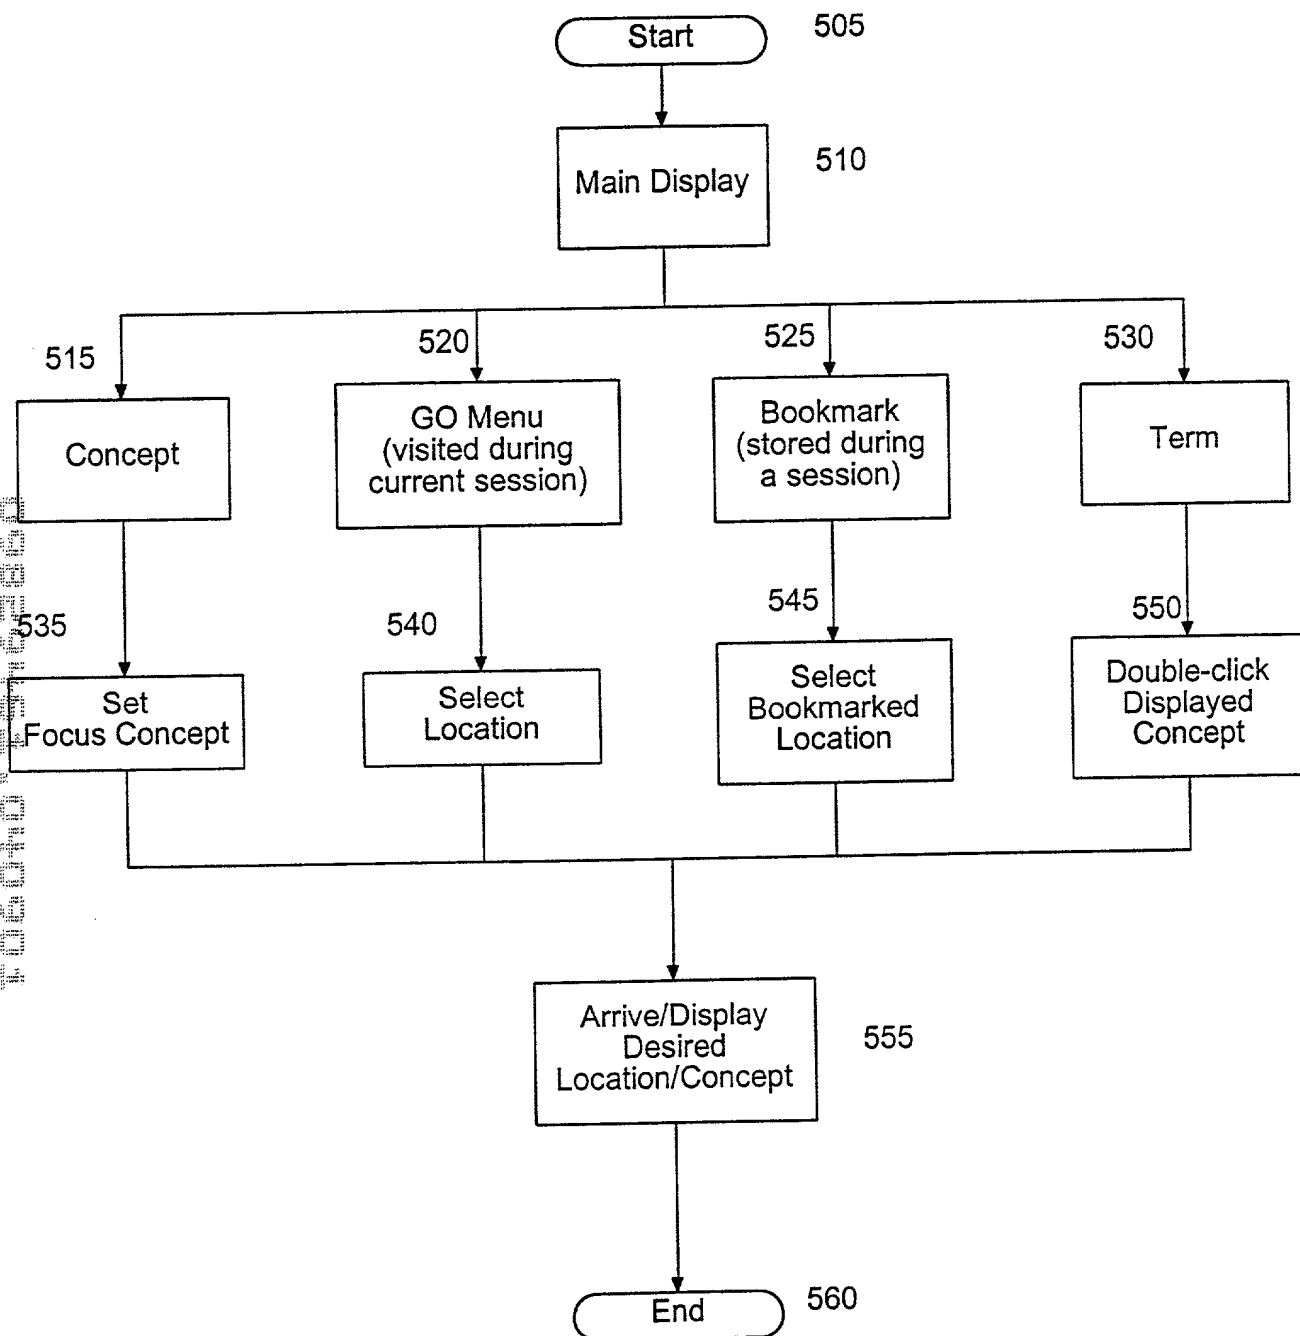 Start
505
Main Display
510
515
520
525
530
Concept
GO Menu
(visited during
current session)
Bookmark
(stored during
a session)
Term
535
540
545
550
Set
Focus Concept
Select
Location
Select
Bookmarked
Location
Double-click
Displayed
Concept
Arrive/Display
Desired
Location/Concept
555
End
560